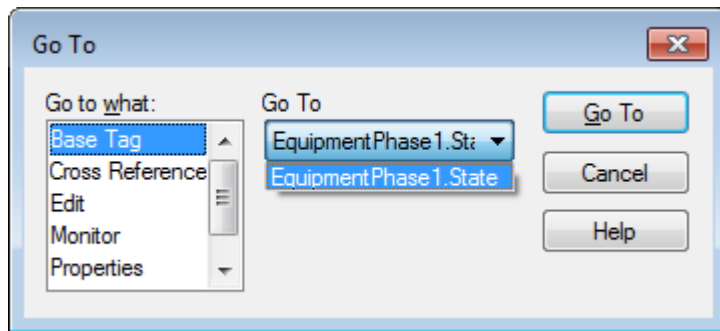 Go To
Go to what:
Base Tag
Cross Reference
Edit
Monitor
Properties
Go To
EquipmentPhase1.Sta
EquipmentPhase1.State
Go To
Cancel
Help